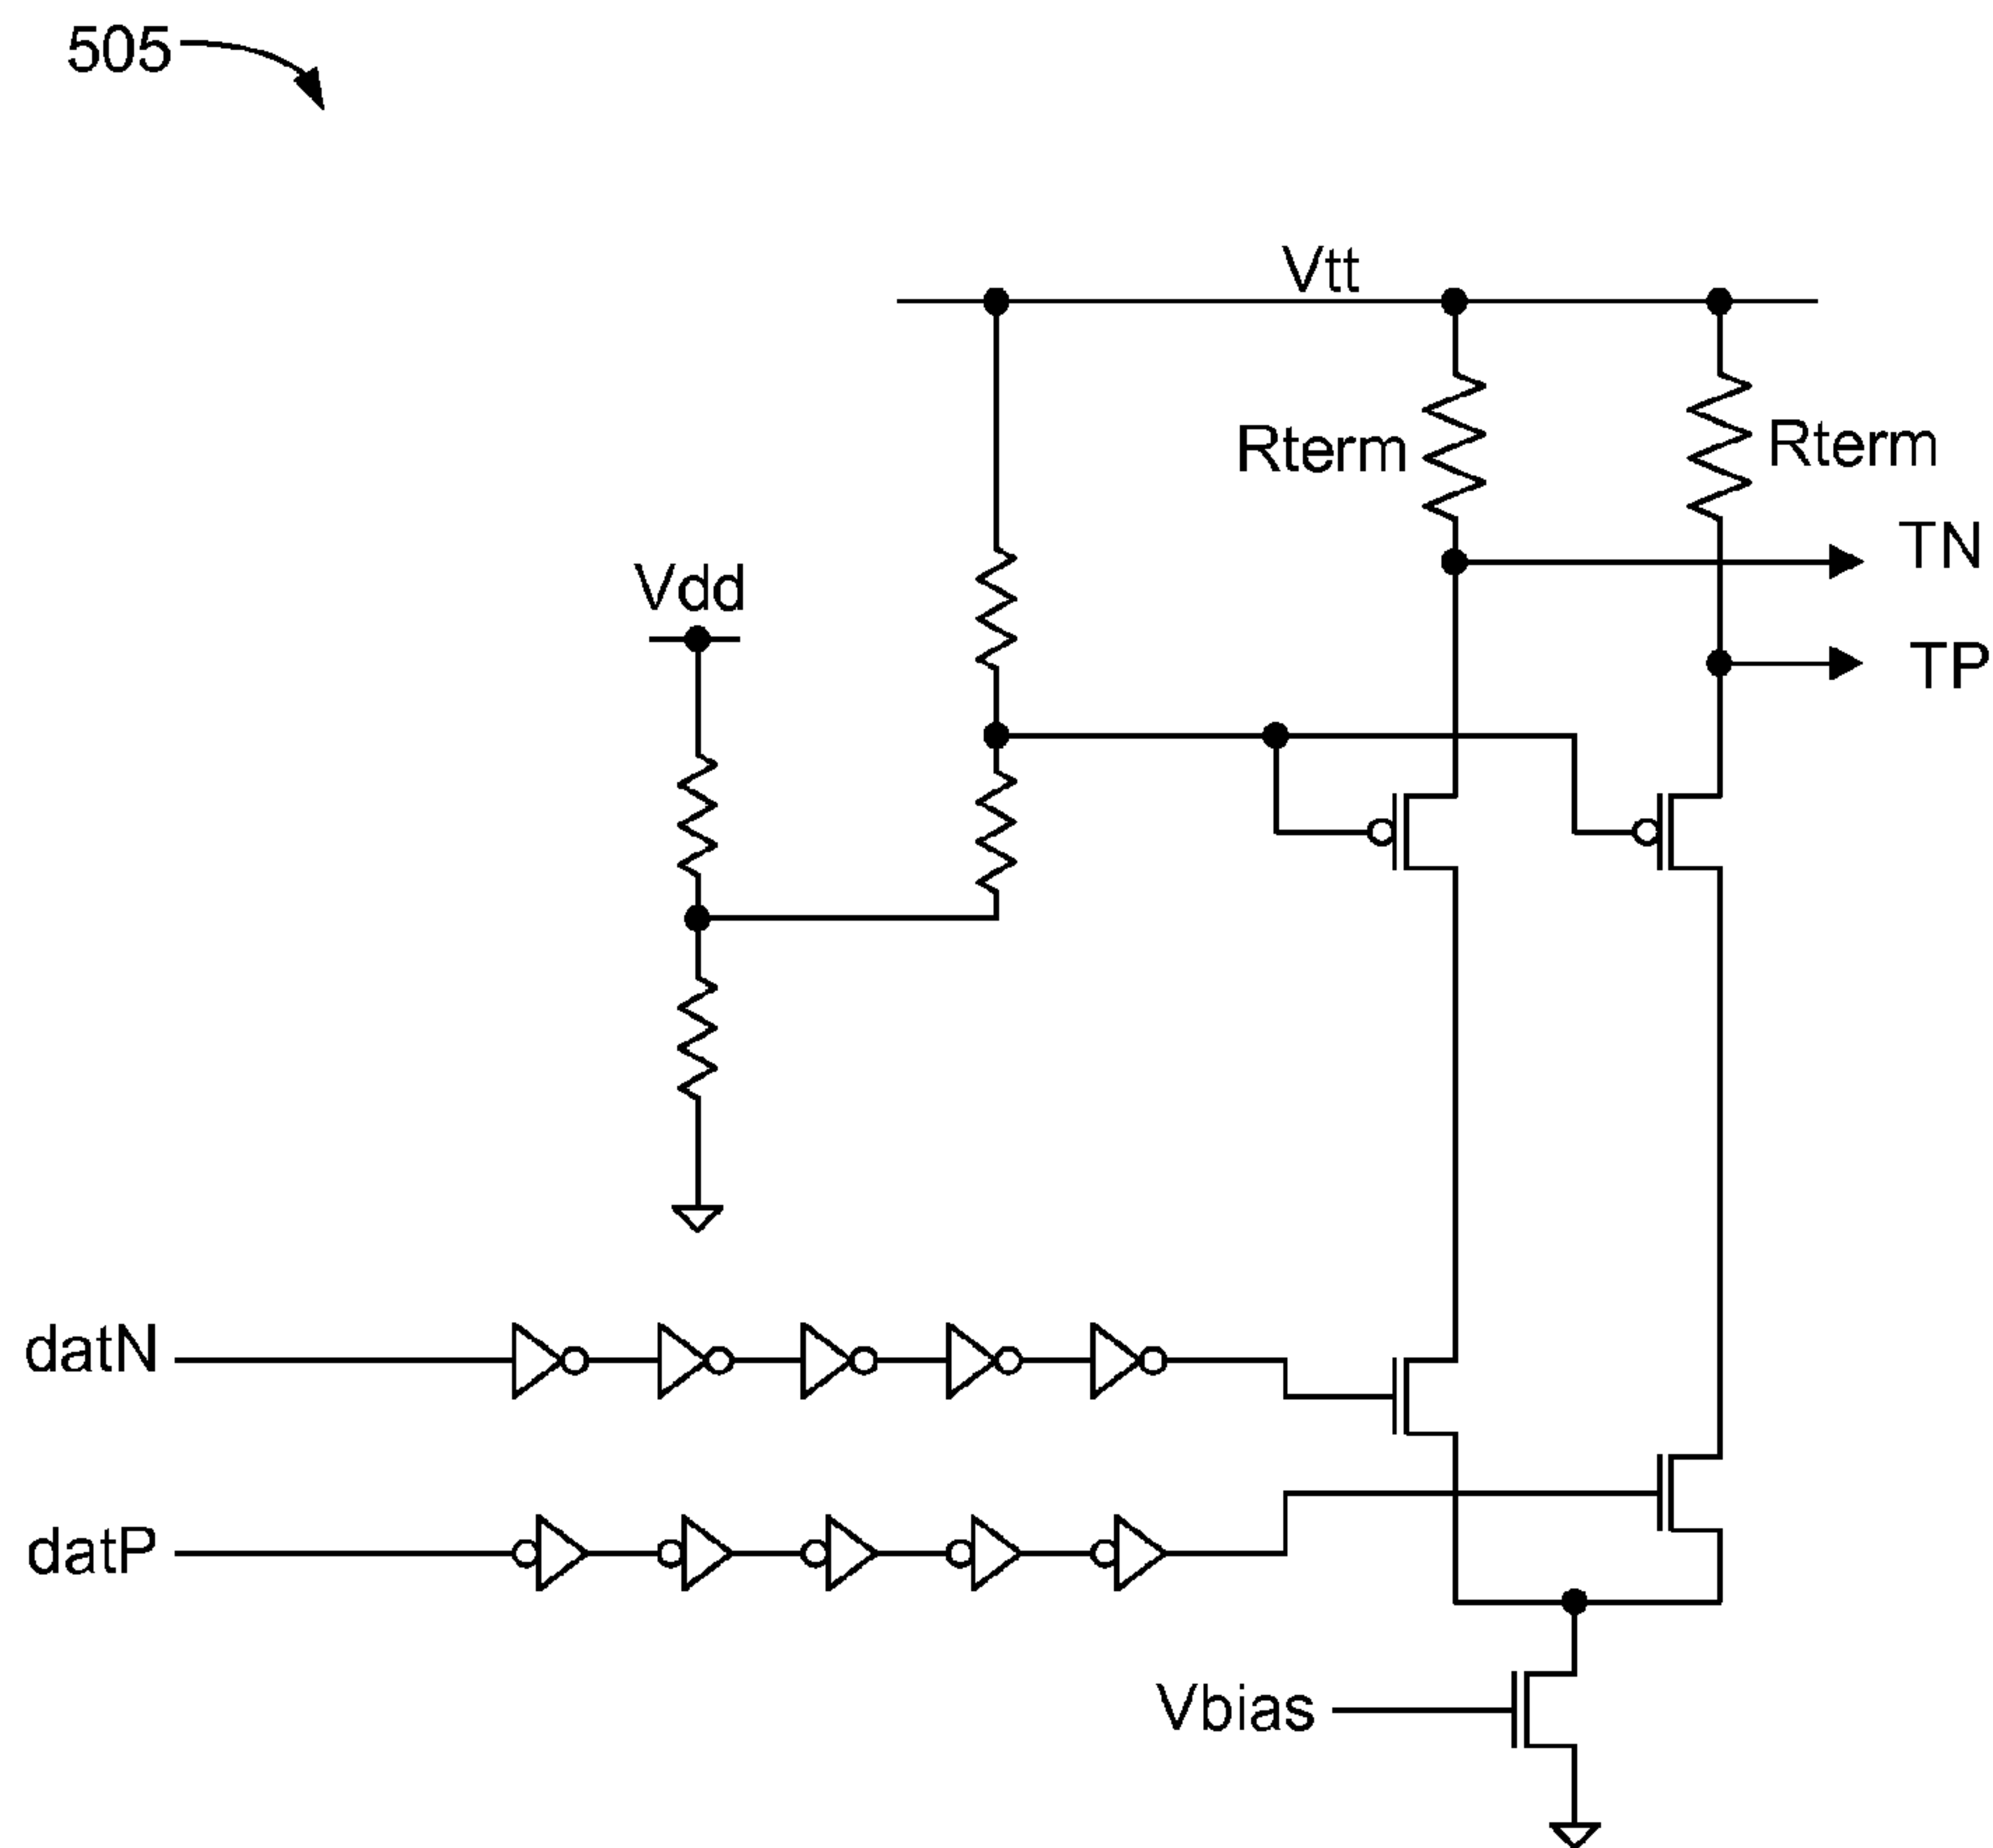 505
Vtt
Rterm
Rterm
TN
Vdd
TP
datN
datP
Vbias